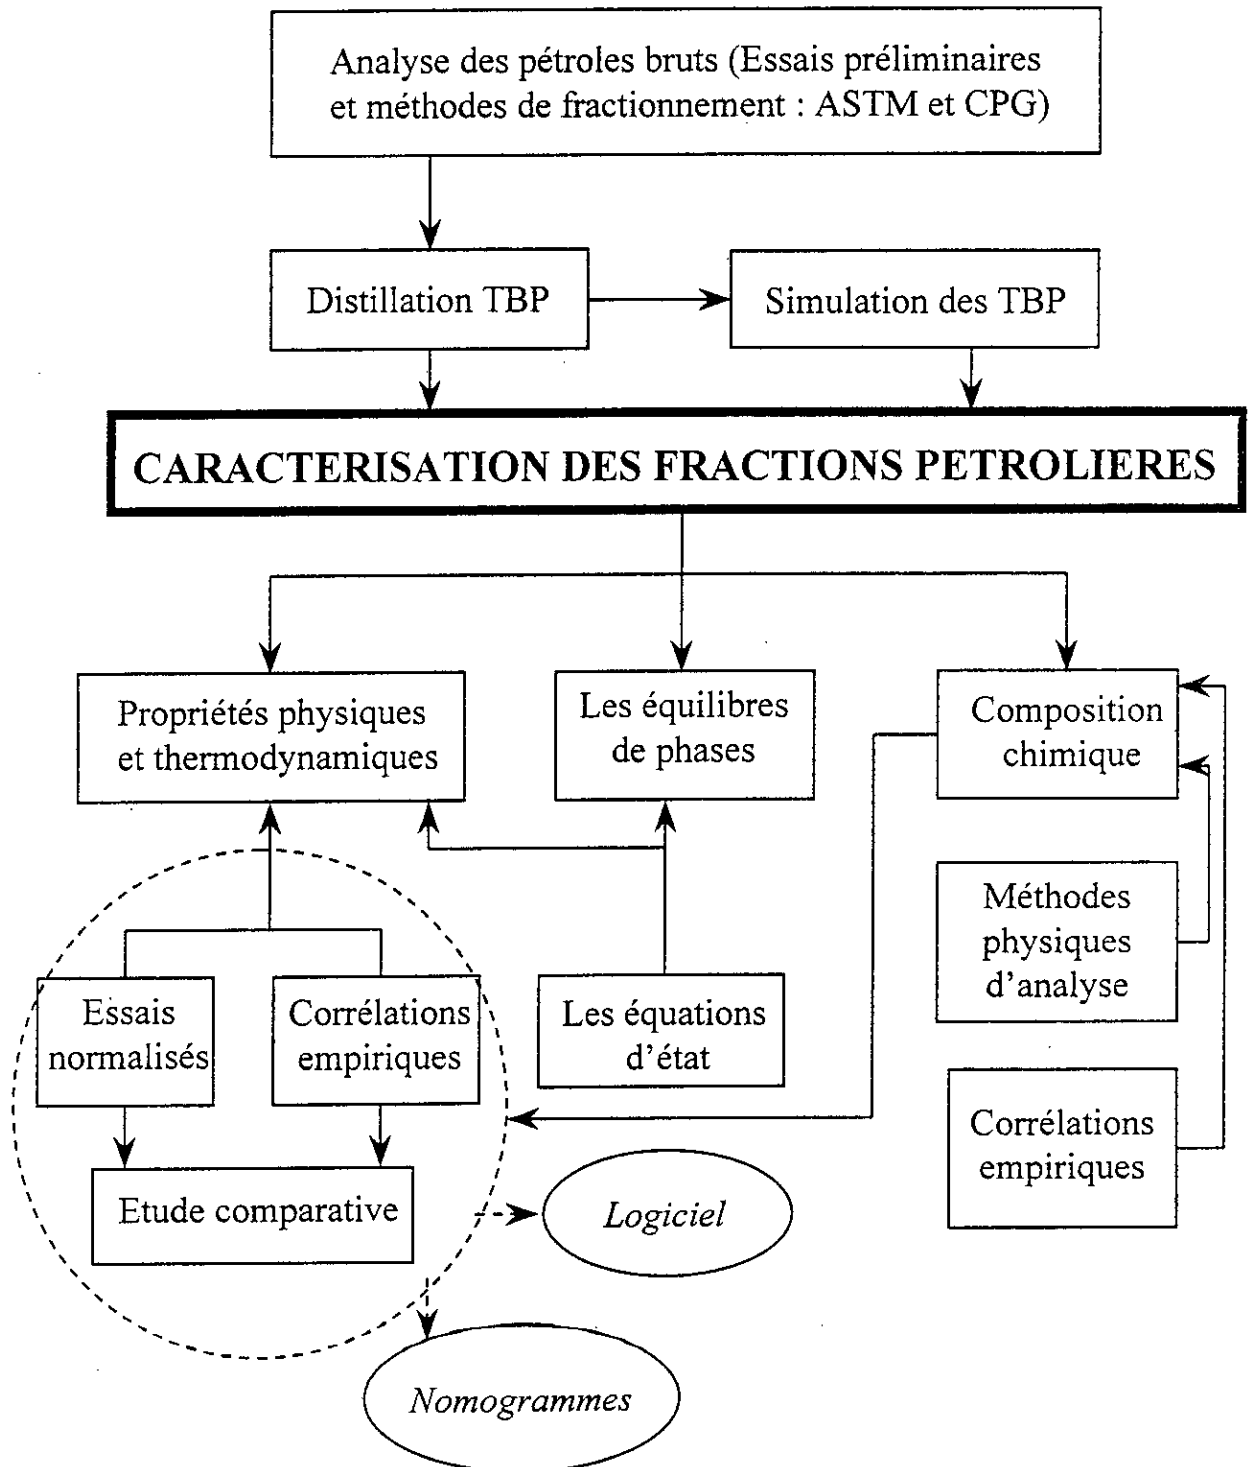 Analyse des pétroles bruts (Essais préliminaires
et méthodes de fractionnement : ASTM et CPG)
Distillation TBP
Simulation des TBP
CARACTERISATION DES FRACTIONS PETROLIERES
Propriétés physiques
et thermodynamiques
Les équilibres
de phases
Composition
chimique
Méthodes
physiques
d'analyse
Essais
normalisés
Corrélations
empiriques
Les équations
d'état
Corrélations
empiriques
Etude comparative
Logiciel
Nomogrammes